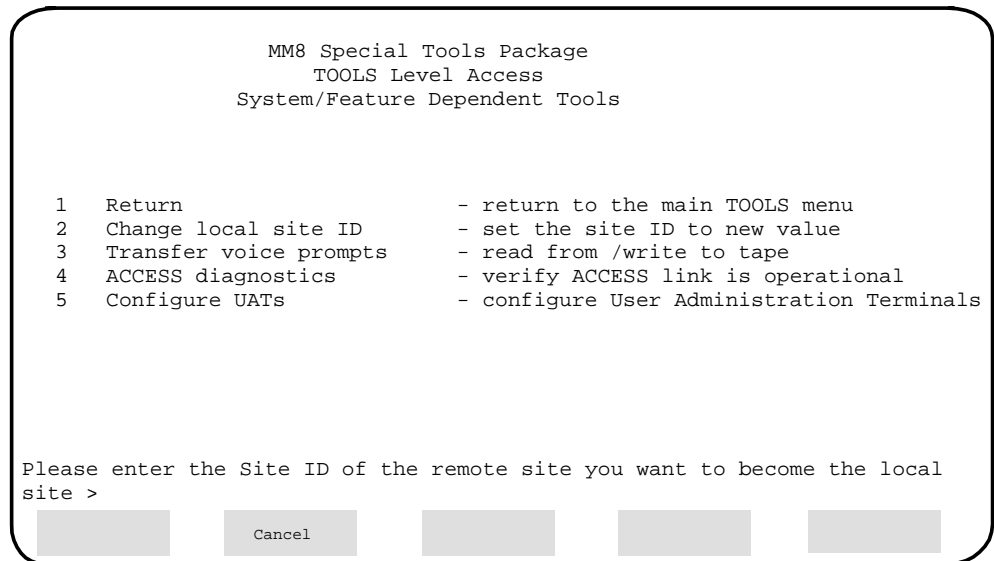 MM8 Special Tools Package
TOOLS Level Access
System/Feature Dependent Tools
1 Return - return to the main TOOLS menu
2 Change local site ID - set the site ID to new value
3 Transfer voice prompts - read from /write to tape
4 ACCESS diagnostics - verify ACCESS link is operational
5 Configure UATs - configure User Administration Terminals
Please enter the Site ID of the remote site you want to become the local
site >
Cancel